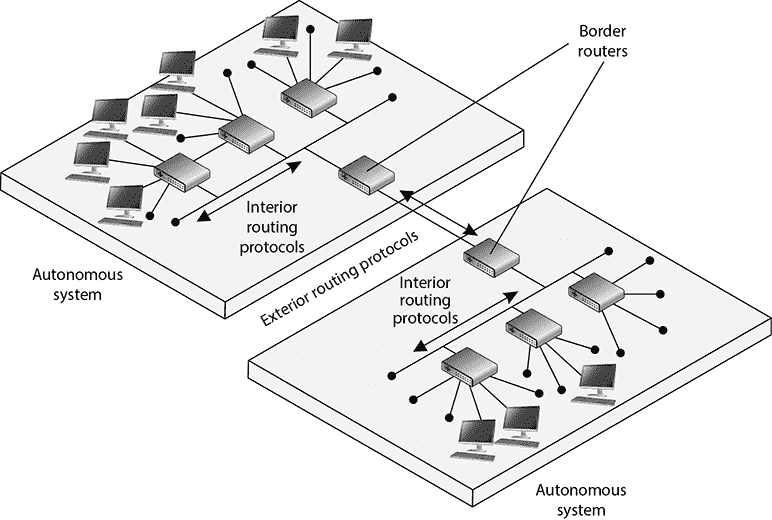 Border
routers
Interior
routing
protocols
Autonomous
system
Exterior routing protocols
Interior
routing
protocols
Autonomous
system